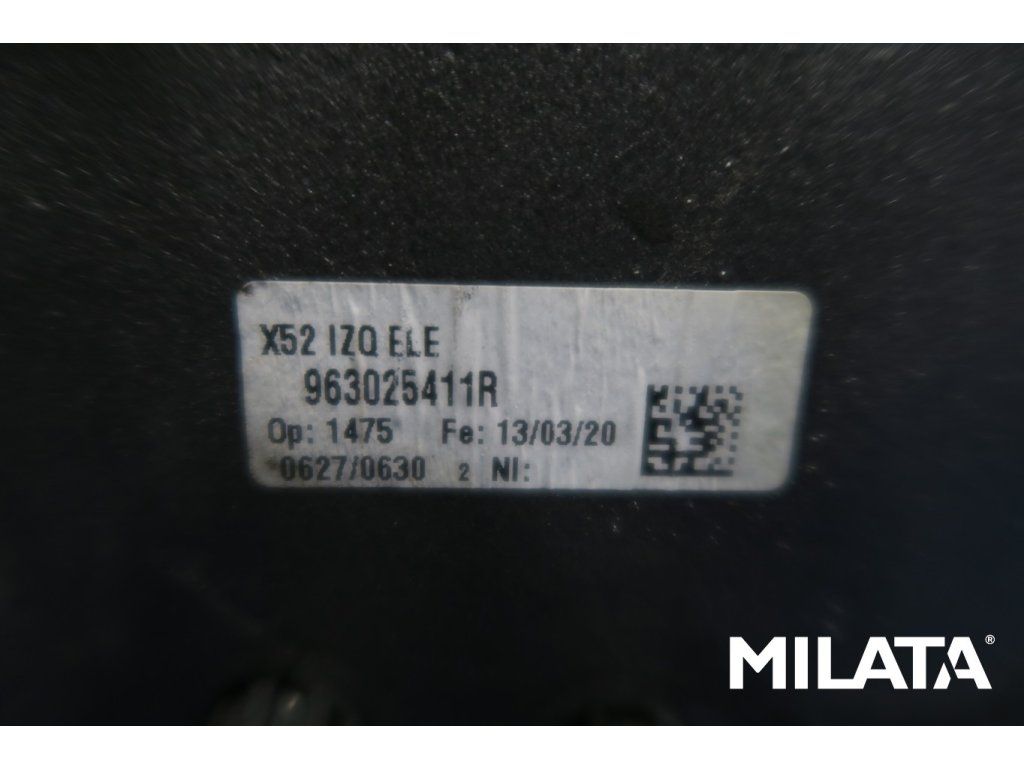 X52 IZQ ELE
963025411R
Op: 1475 Fe: 13/03/20
0627/0630 2 NI:
MILATA®